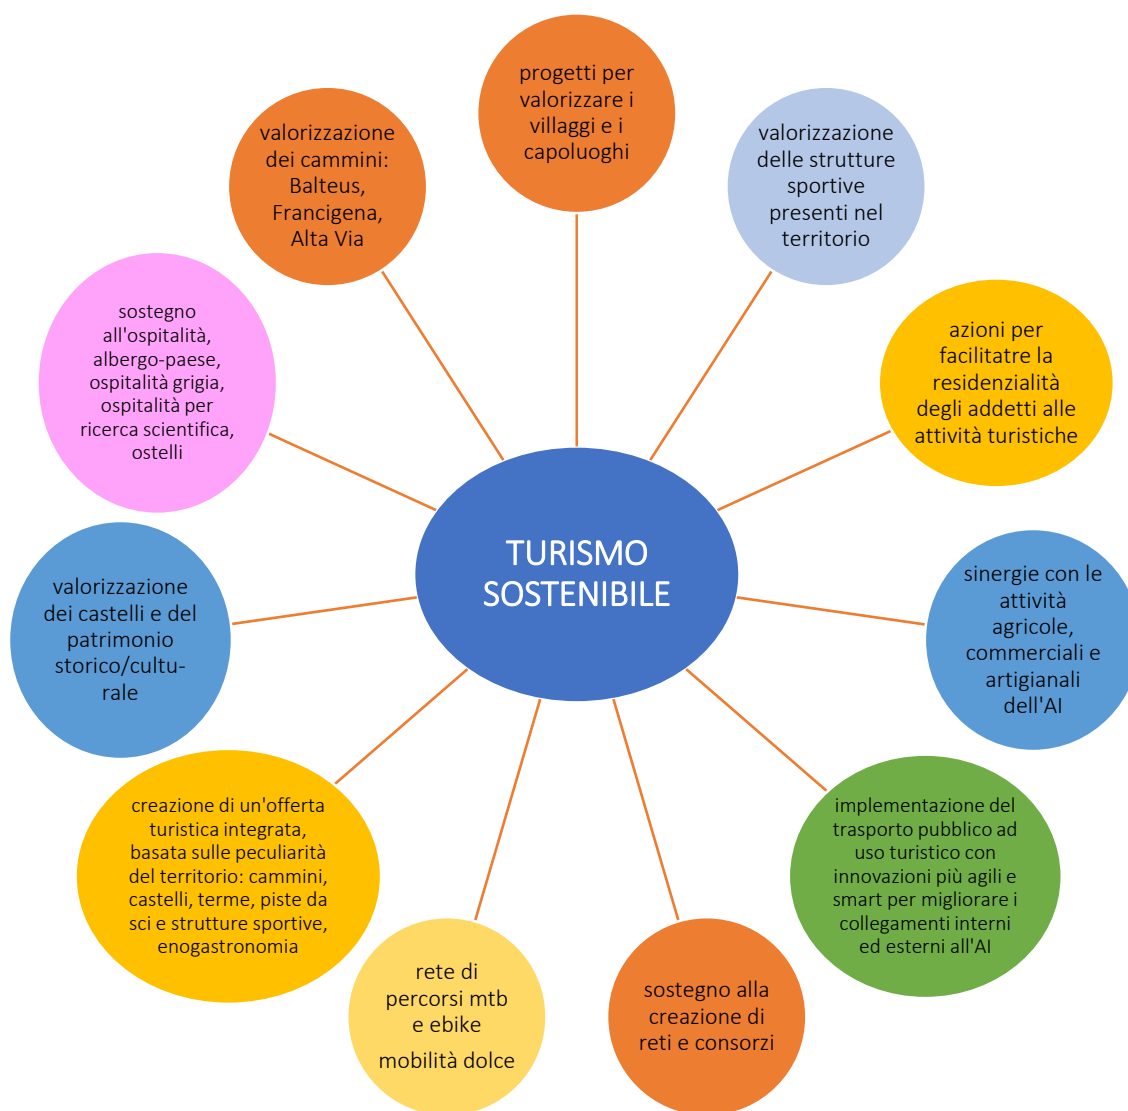 progetti per
valorizzare i
villaggi e i
capoluoghi
valorizzazione
delle strutture
sportive
presenti nel
territorio
azioni per
facilitatre la
residenzialità
degli addetti alle
attività turistiche
sinergie con le
attività
agricole,
commerciali e
artigianali
dell'AI
implementazione del
trasporto pubblico ad
uso turistico con
innovazioni più agili e
smart per migliorare i
collegamenti interni
ed esterni all'AI
sostegno alla
creazione di
reti e consorzi
rete di
percorsi mtb
e ebike
mobilità dolce
creazione di un'offerta
turistica integrata,
basata sulle peculiarità
del territorio: cammini,
castelli, terme, piste da
sci e strutture sportive,
enogastronomia
valorizzazione
dei castelli e del
patrimonio
storico/cultu-
rale
sostegno
all'ospitalità,
albergo-paese,
ospitalità grigia,
ospitalità per
ricerca scientifica,
ostelli
valorizzazione
dei cammini:
Balteus,
Francigena,
Alta Via
TURISMO
SOSTENIBILE